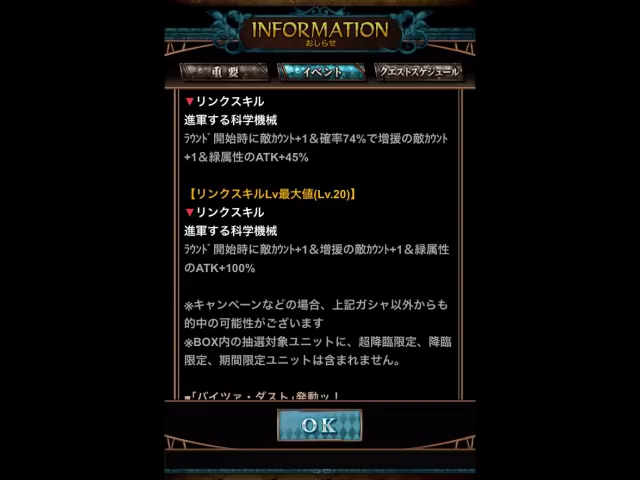 INFORMATION
おしらせ
重要 イベント クエストスケジュール
▼リンクスキル
進軍する科学機械
ﾗｳﾝﾄﾞ開始時に敵ｶｳﾝﾄ+1＆確率74%で増援の敵ｶｳﾝﾄ
+1＆緑属性のATK+45%
【リンクスキルLv最大値(Lv.20)】
▼リンクスキル
進軍する科学機械
ﾗｳﾝﾄﾞ開始時に敵ｶｳﾝﾄ+1＆増援の敵ｶｳﾝﾄ+1＆緑属性
のATK+100%
※キャンペーンなどの場合、上記ガシャ以外からも
的中の可能性がございます
※BOX内の抽選対象ユニットに、超降臨限定、降臨
限定、期間限定ユニットは含まれません。
■｢バイツァ・ダスト｣発動ッ！
OK